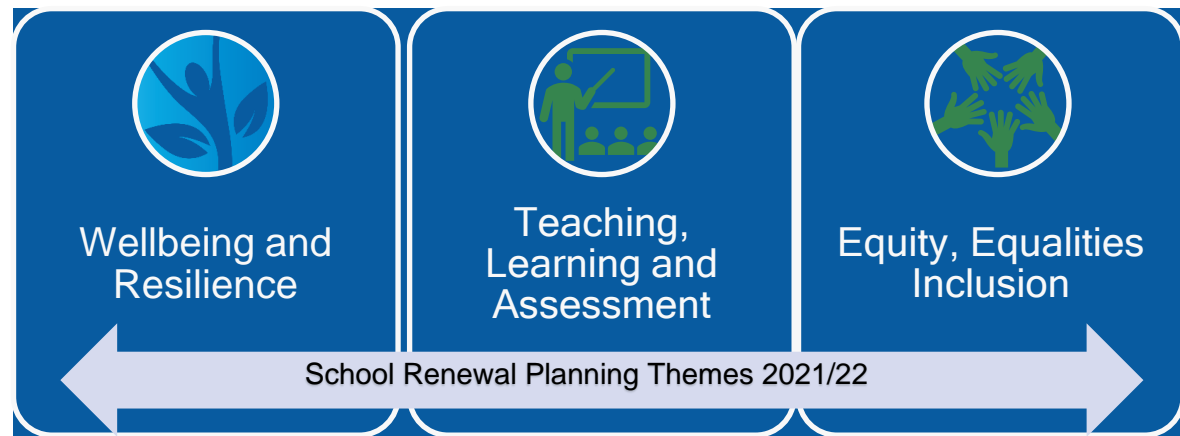 Wellbeing and
Resilience
Teaching,
Learning and
Assessment
Equity, Equalities
Inclusion
School Renewal Planning Themes 2021/22